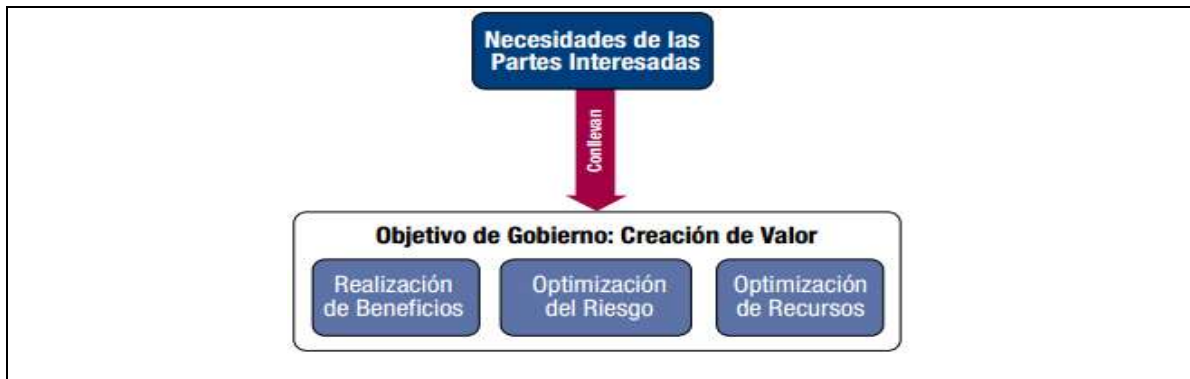 Necesidades de las
Partes Interesadas
Conllevan
Objetivo de Gobierno: Creación de Valor
Realización
de Beneficios
Optimización
del Riesgo
Optimización
de Recursos